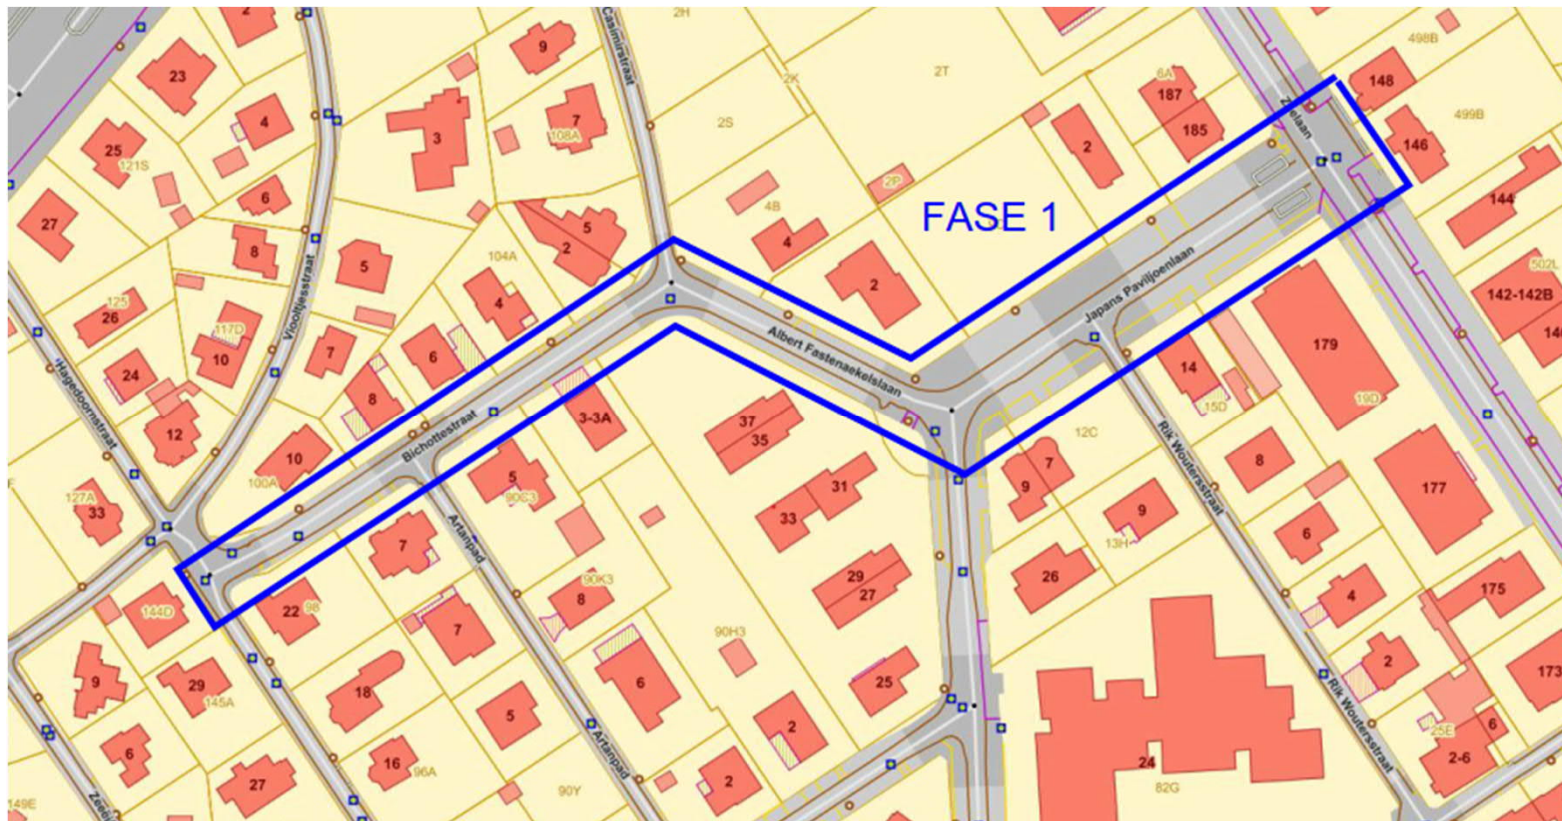 2H
2
9
Casimirstraat
2T
498B
23
2K
6A
187
148
4
3
7
108A
2S
185
Zeelaan
499B
25
121S
2
146
2P
6
4B
144
27
5
2
4
FASE 1
8
5
104A
2
Japans Paviljoenlaan
502L
142-142B
125
26
Viooltjesstraat
4
117D
10
7
6
Albert Fastenaekelslaan
179
14
24
8
15D
19D
Hagedoornstraat
3-3A
37
35
12
Bichottestraat
12C
10
Rik Woutersstraat
7
9
8
100A
5
90C3
31
177
127A
33
33
9
13H
6
Artanpad
7
29
27
26
90K3
8
4
175
144D
22
98
7
90H3
9
29
145A
18
6
25
2
173
5
2
Rik Woutersstraat
25E
6
6
16
96A
Artanpad
2
24
2-6
27
90Y
82G
149E